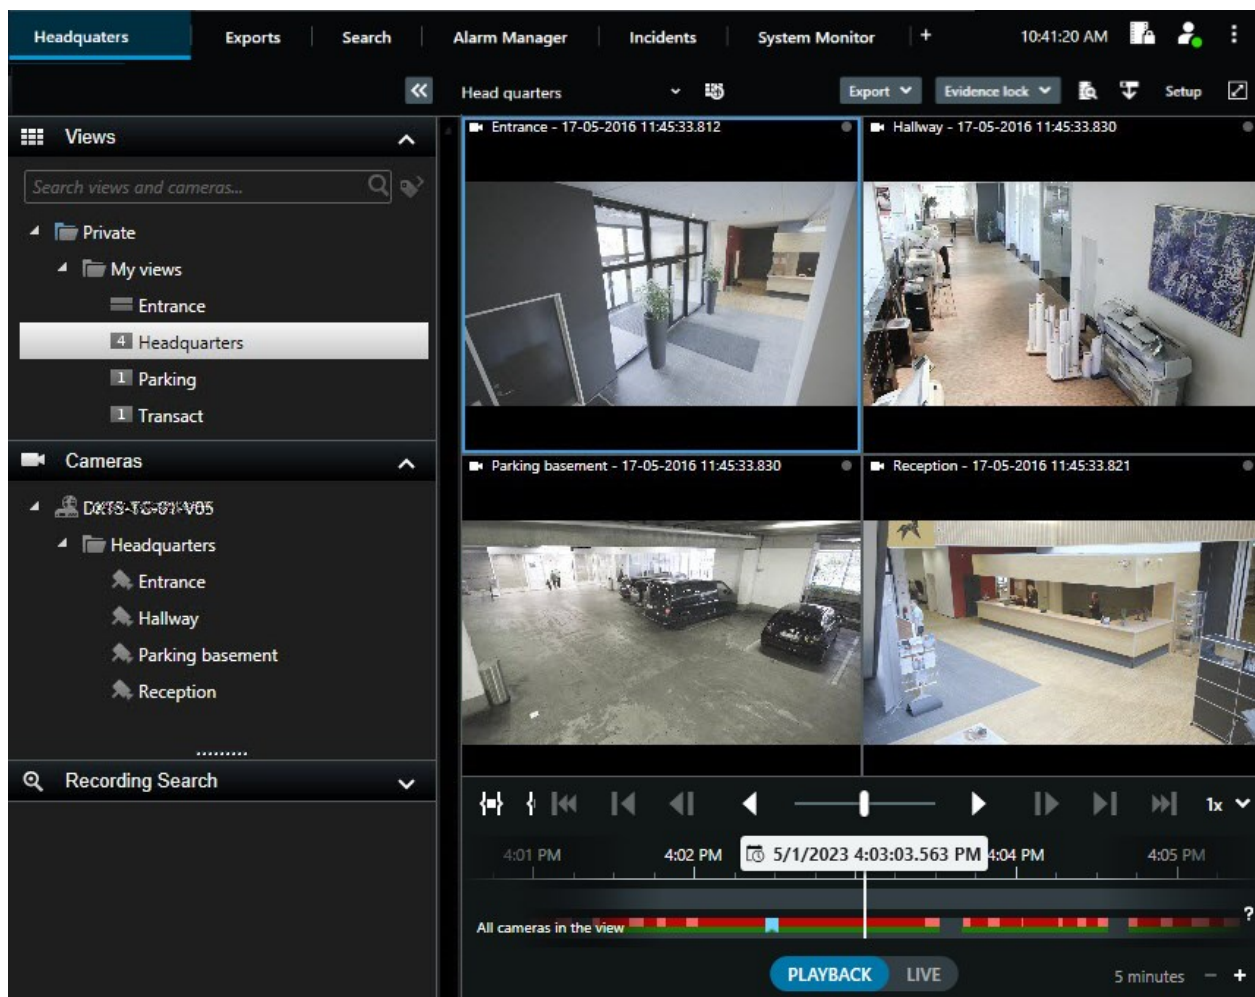 Headquaters Exports Search Alarm Manager Incidents System Monitor + 10:41:20 AM
Head quarters Export Evidence lock Setup
Views
Search views and cameras...
Private
My views
Entrance
4 Headquarters
1 Parking
1 Transact
Cameras
Headquarters
Entrance
Hallway
Parking basement
Reception
Recording Search
Entrance - 17-05-2016 11:45:33.812
Hallway - 17-05-2016 11:45:33.830
Parking basement - 17-05-2016 11:45:33.830
Reception - 17-05-2016 11:45:33.821
1x
4:01 PM 4:02 PM 5/1/2023 4:03:03.563 PM 4:04 PM 4:05 PM
All cameras in the view ?
PLAYBACK LIVE
5 minutes − +